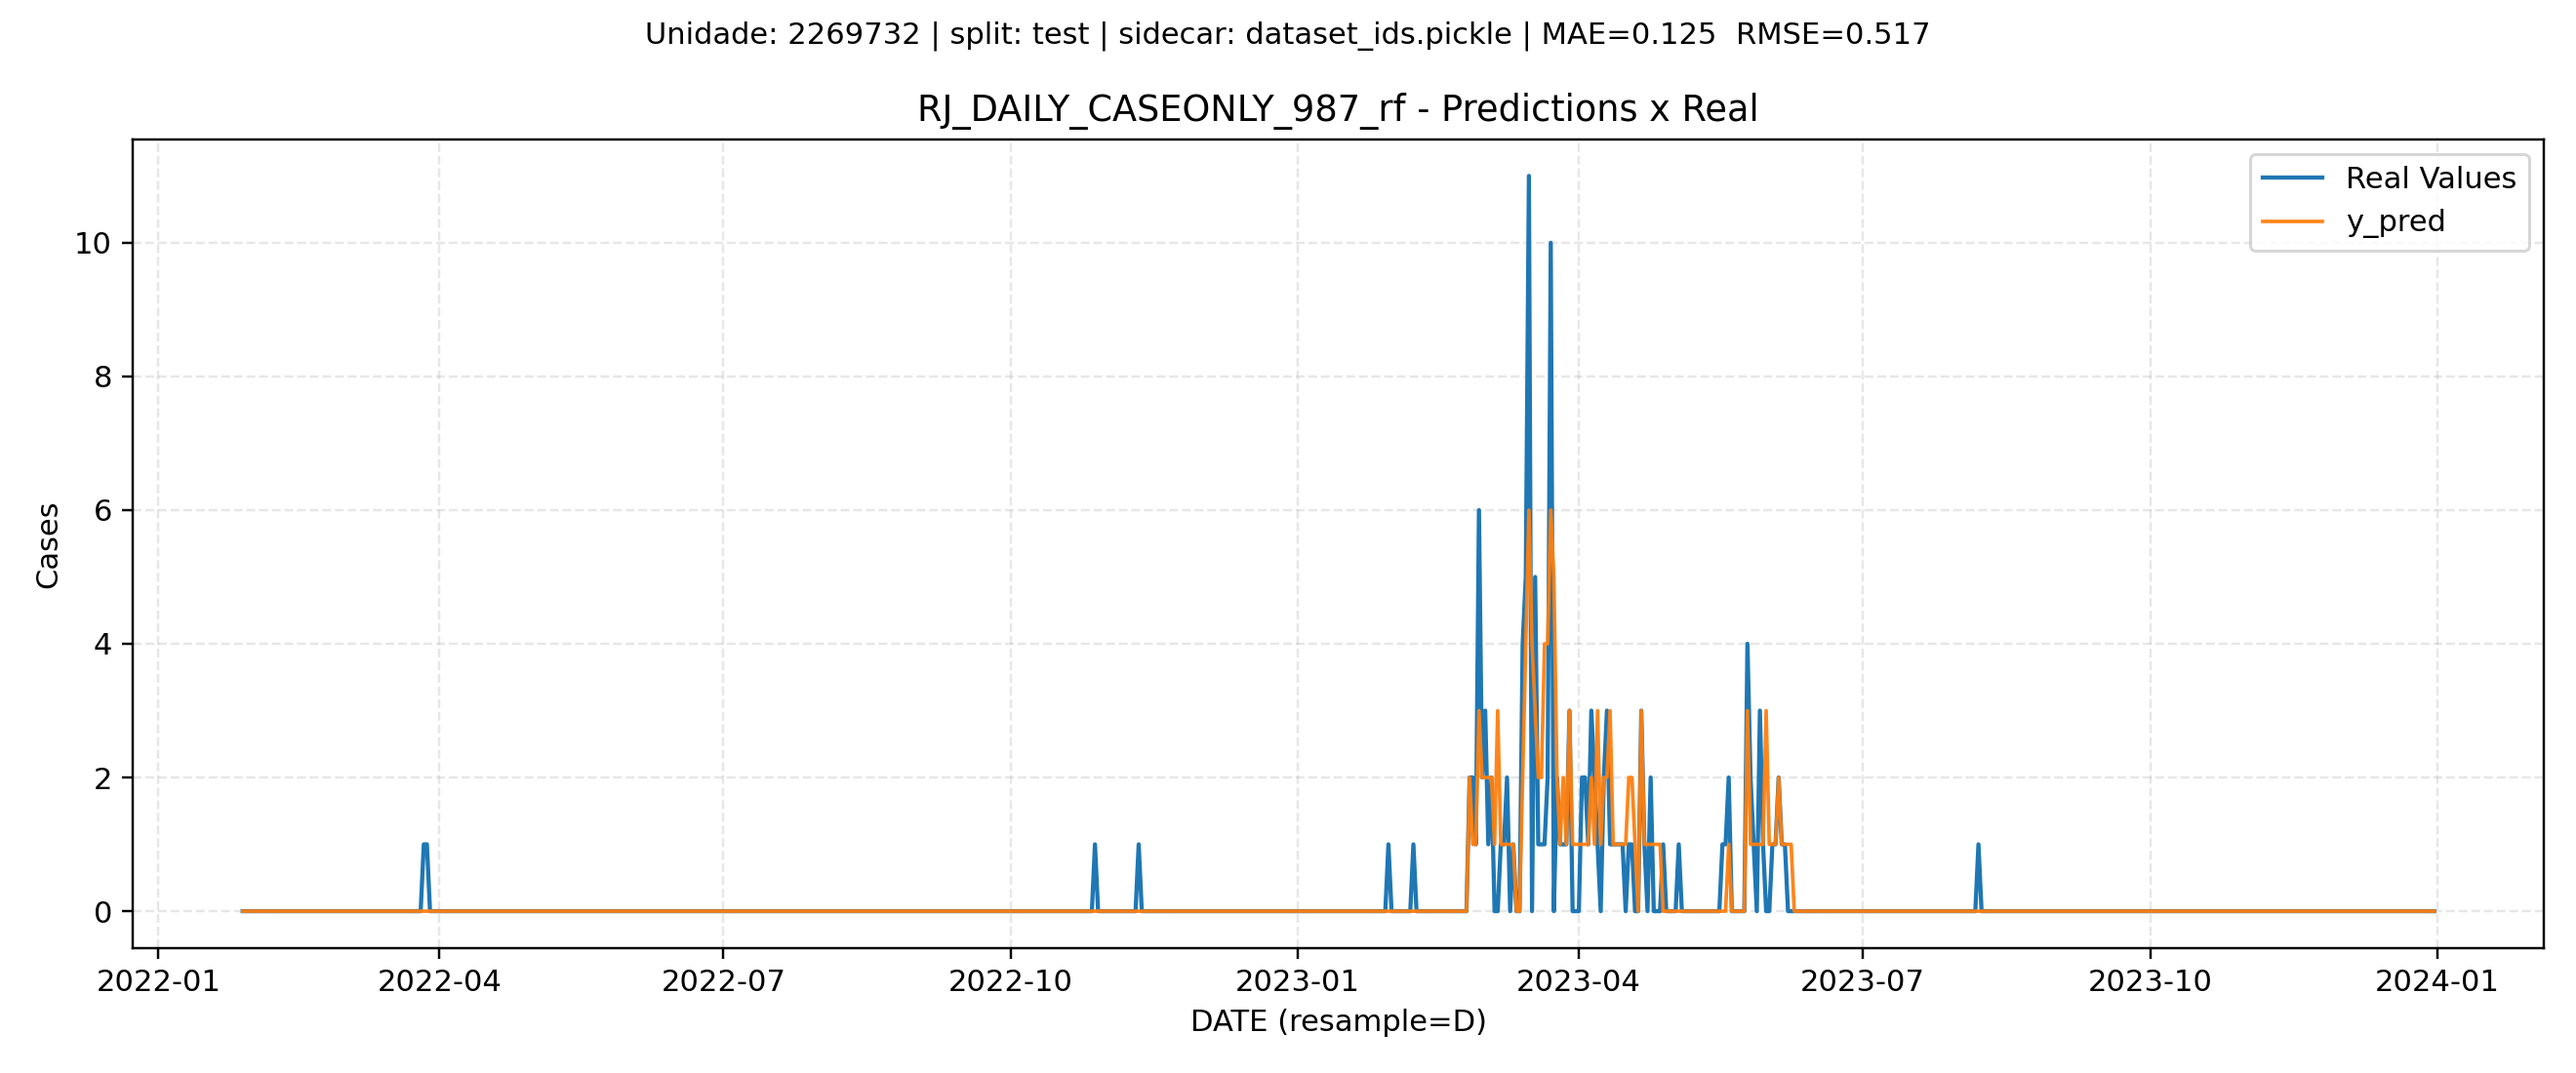 Unidade: 2269732 | split: test | sidecar: dataset_ids.pickle | MAE=0.125  RMSE=0.517
RJ_DAILY_CASEONLY_987_rf - Predictions x Real
Real Values
y_pred
10
8
6
4
2
0
Cases
2022-01
2022-04
2022-07
2022-10
2023-01
2023-04
2023-07
2023-10
2024-01
DATE (resample=D)